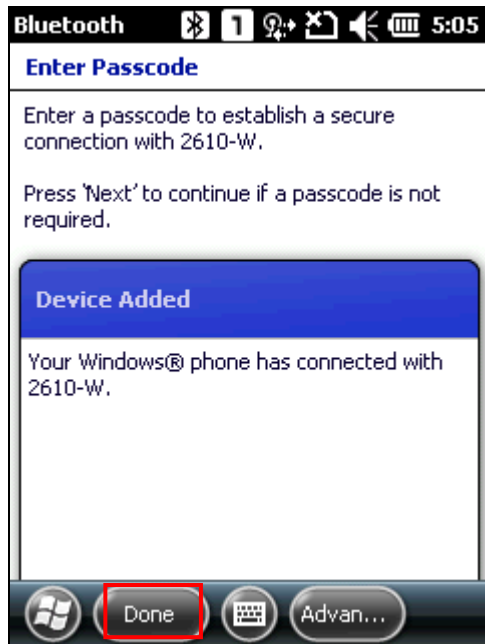 Bluetooth 1 5:05
Enter Passcode
Enter a passcode to establish a secure
connection with 2610-W.
Press 'Next' to continue if a passcode is not
required.
Device Added
Your Windows® phone has connected with
2610-W.
Done Advan...